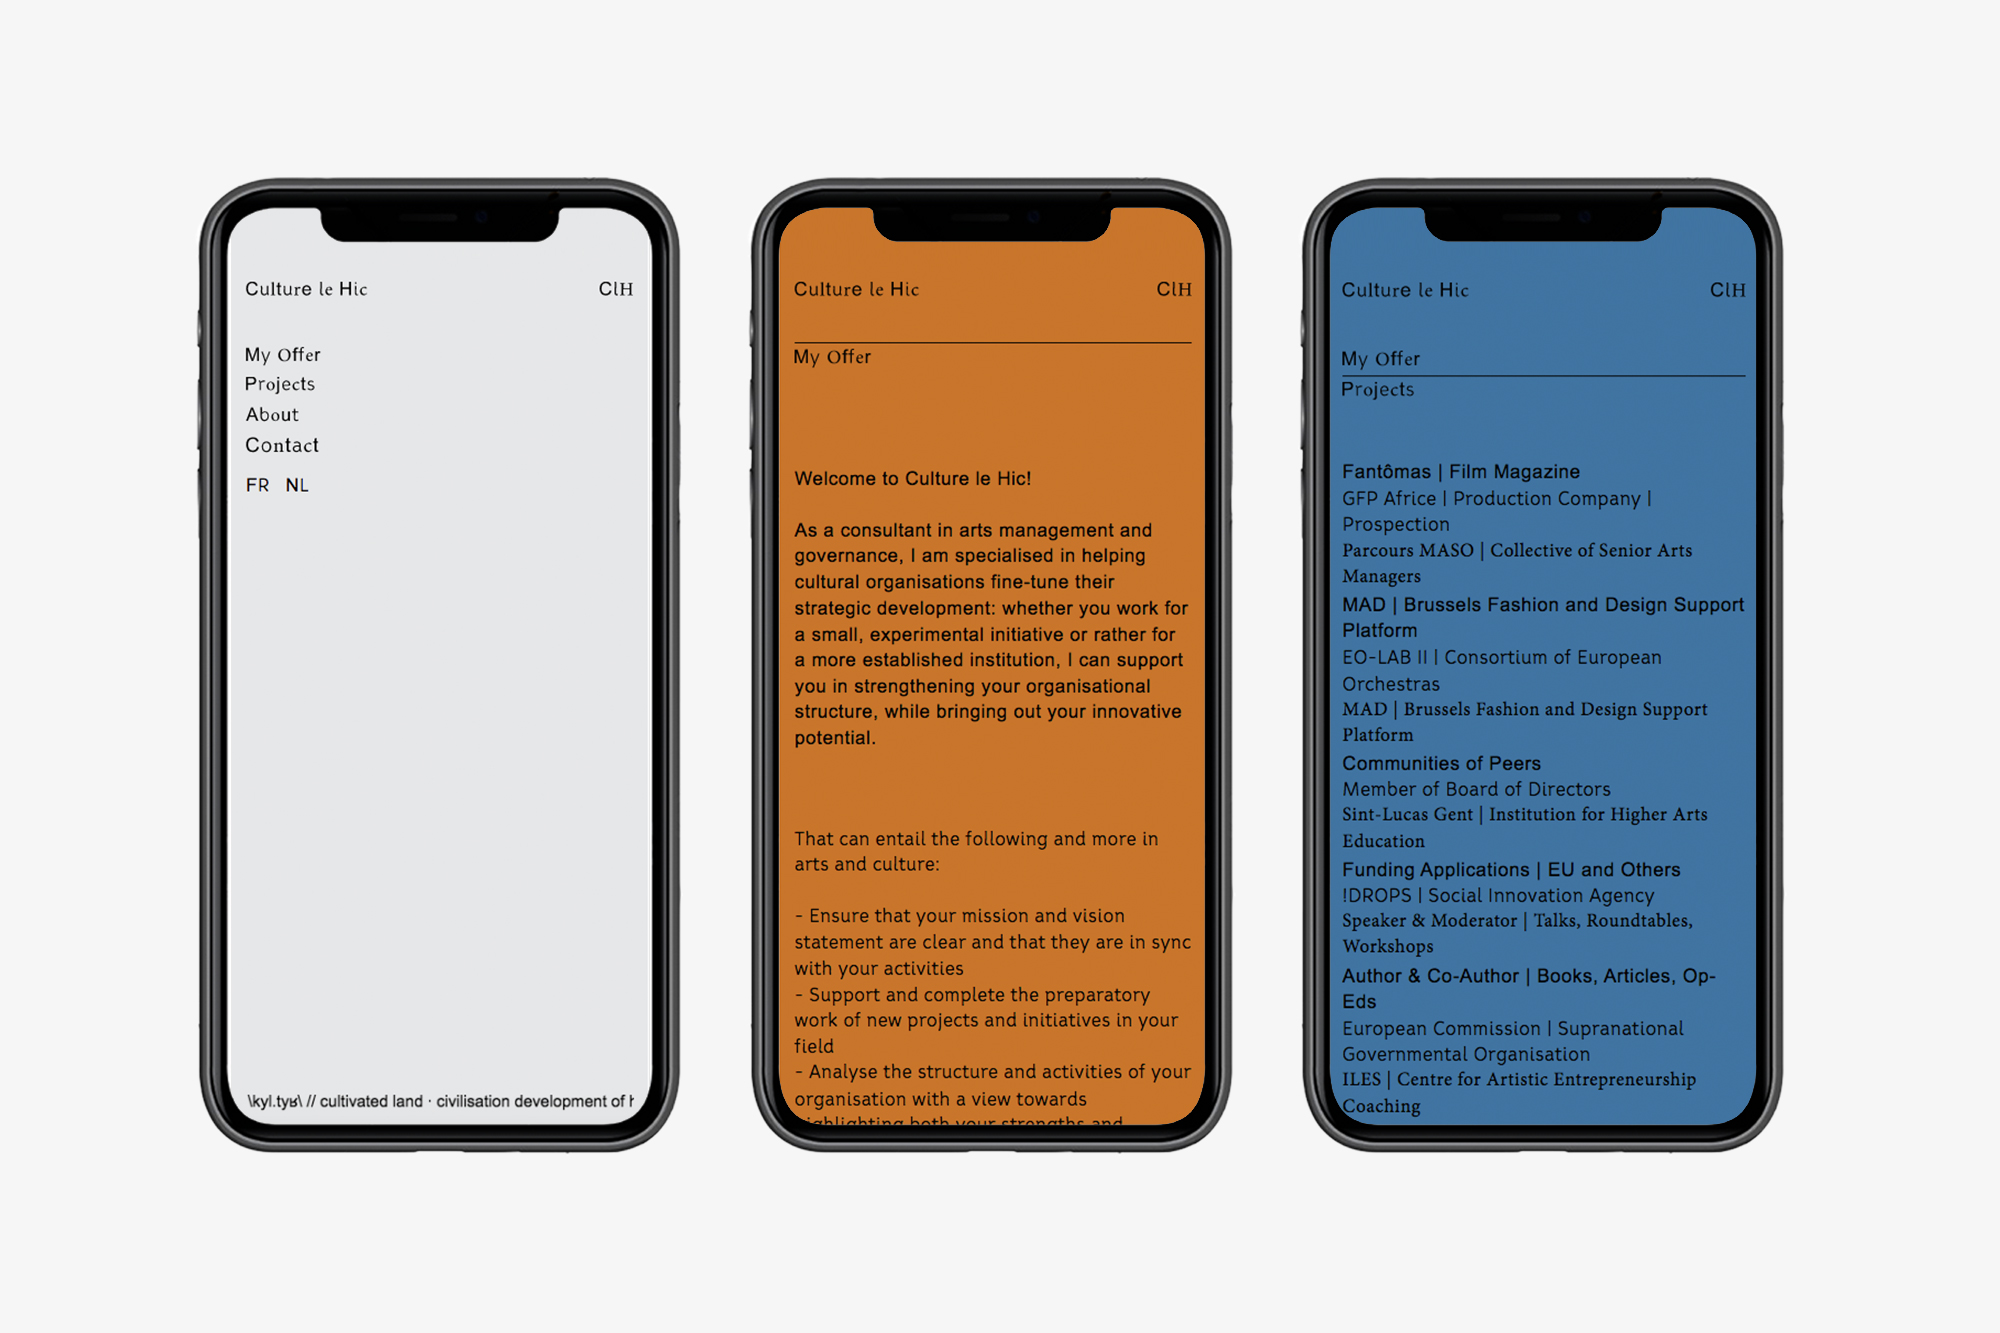 Culture le Hic ClH
My Offer
Projects
About
Contact
FR NL
\kyl.tyʁ\ // cultivated land · civilisation development of
Culture le Hic ClH
My Offer
Welcome to Culture le Hic!
As a consultant in arts management and
governance, I am specialised in helping
cultural organisations fine-tune their
strategic development: whether you work for
a small, experimental initiative or rather for
a more established institution, I can support
you in strengthening your organisational
structure, while bringing out your innovative
potential.
That can entail the following and more in
arts and culture:
- Ensure that your mission and vision
statement are clear and that they are in sync
with your activities
- Support and complete the preparatory
work of new projects and initiatives in your
field
- Analyse the structure and activities of your
organisation with a view towards
highlighting both your strengths and
Culture le Hic ClH
My Offer
Projects
Fantômas | Film Magazine
GFP Africe | Production Company |
Prospection
Parcours MASO | Collective of Senior Arts
Managers
MAD | Brussels Fashion and Design Support
Platform
EO-LAB II | Consortium of European
Orchestras
MAD | Brussels Fashion and Design Support
Platform
Communities of Peers
Member of Board of Directors
Sint-Lucas Gent | Institution for Higher Arts
Education
Funding Applications | EU and Others
!DROPS | Social Innovation Agency
Speaker & Moderator | Talks, Roundtables,
Workshops
Author & Co-Author | Books, Articles, Op-
Eds
European Commission | Supranational
Governmental Organisation
ILES | Centre for Artistic Entrepreneurship
Coaching